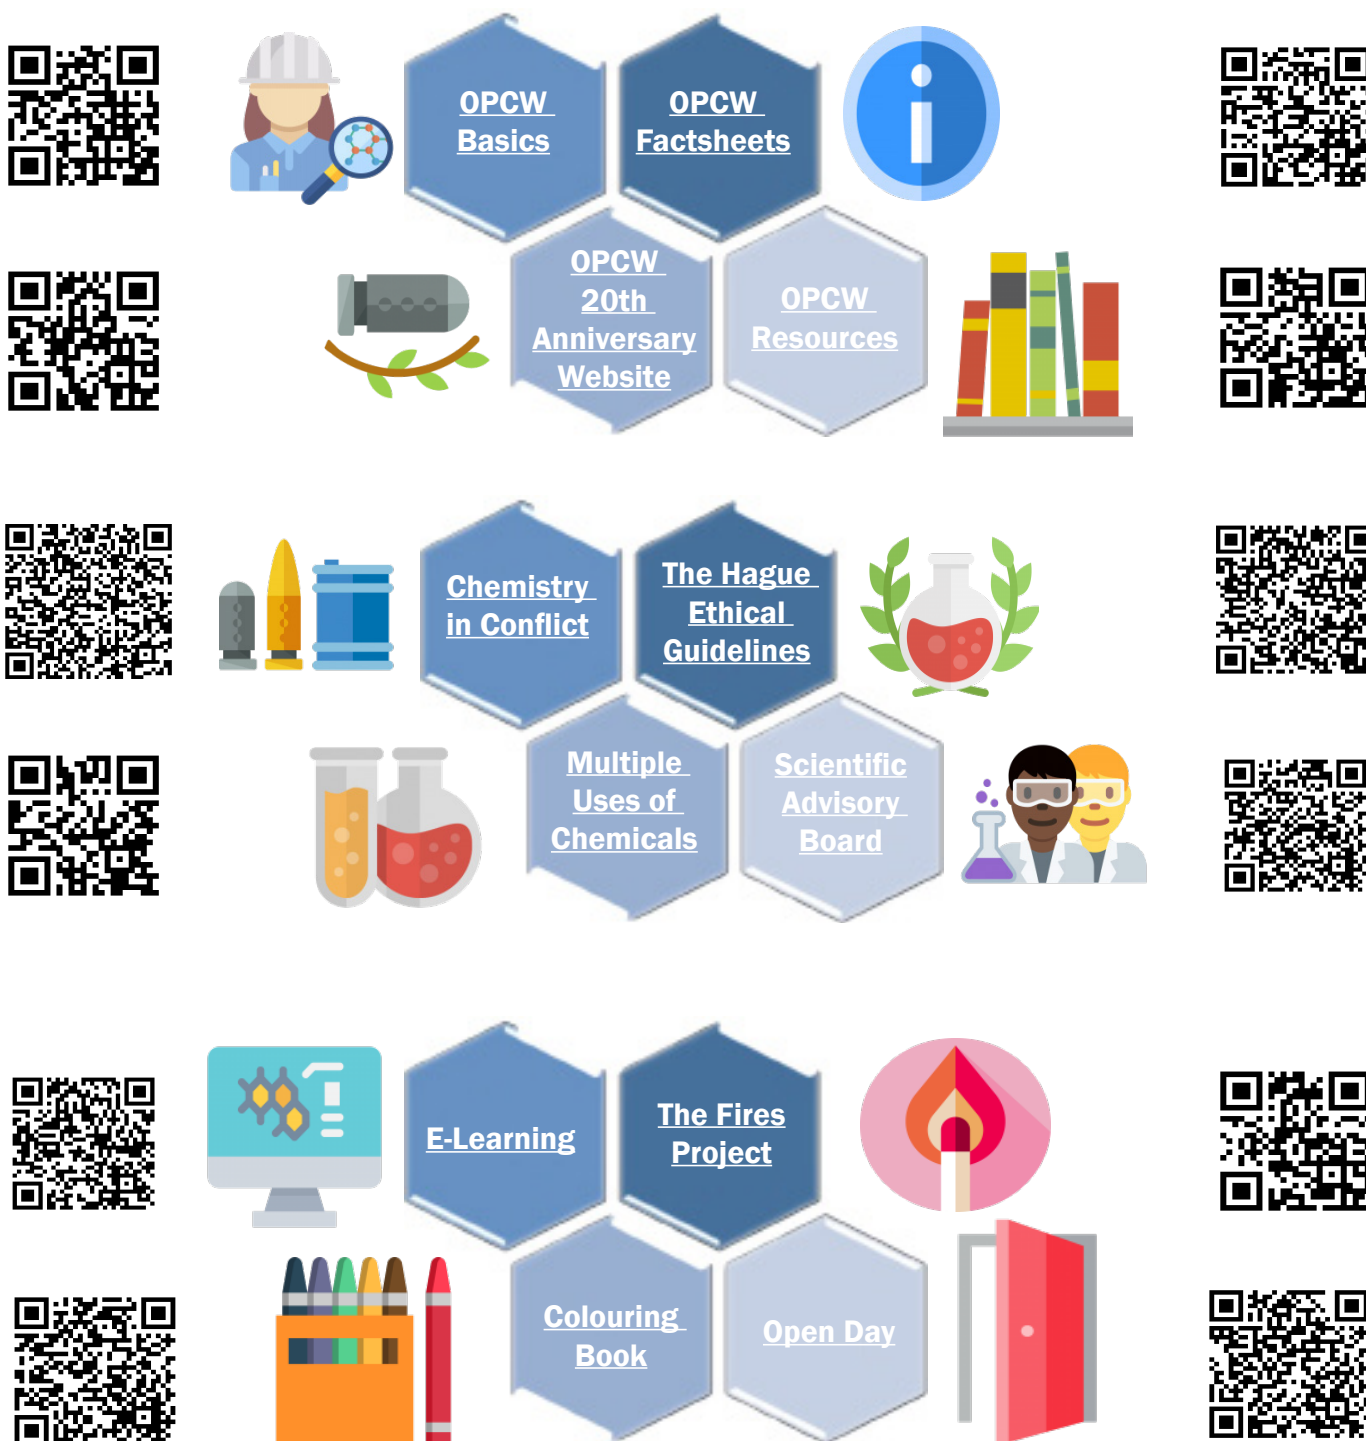 OPCW
Basics
OPCW
Factsheets
OPCW
20th
Anniversary
Website
OPCW
Resources
Chemistry
in Conflict
The Hague
Ethical
Guidelines
Multiple
Uses of
Chemicals
Scientific
Advisory
Board
E-Learning
The Fires
Project
Colouring
Book
Open Day